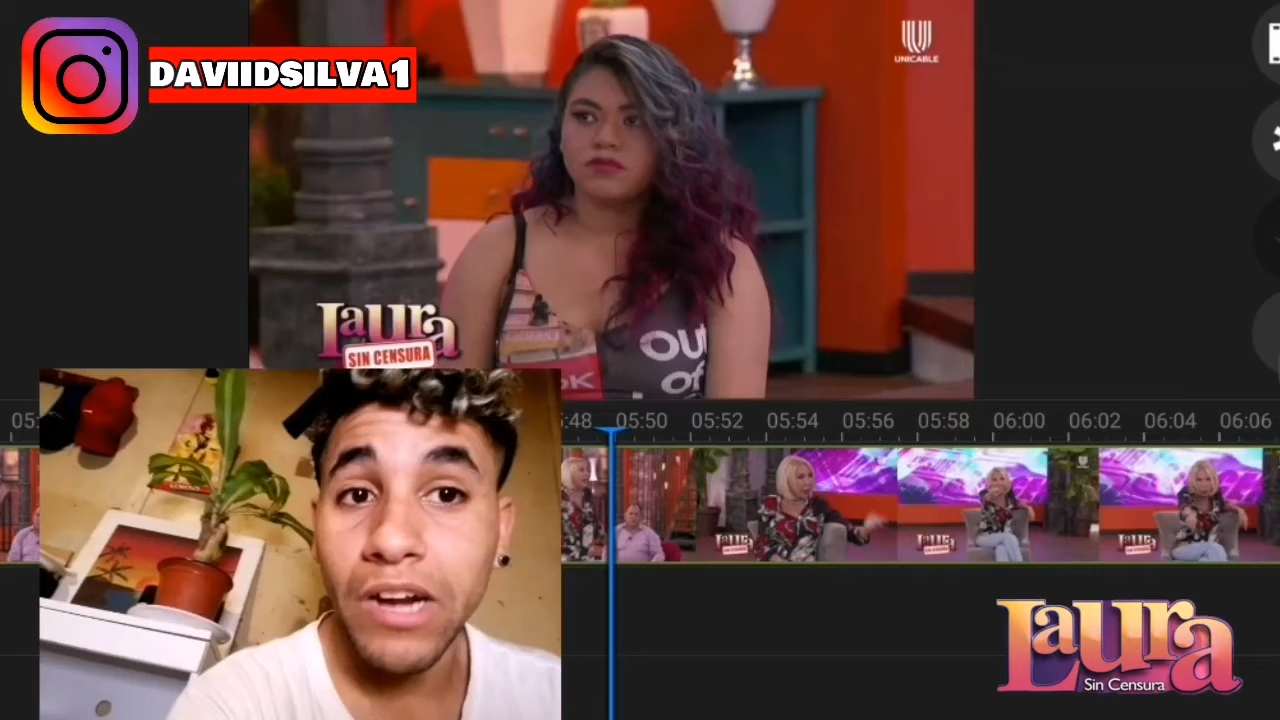 DAVIIDSILVA1
UNICABLE
Laura
SIN CENSURA
OUT
of
OK
05:
:48 05:50 05:52 05:54 05:56 05:58 06:00 06:02 06:04 06:06
Laura
Sin Censura